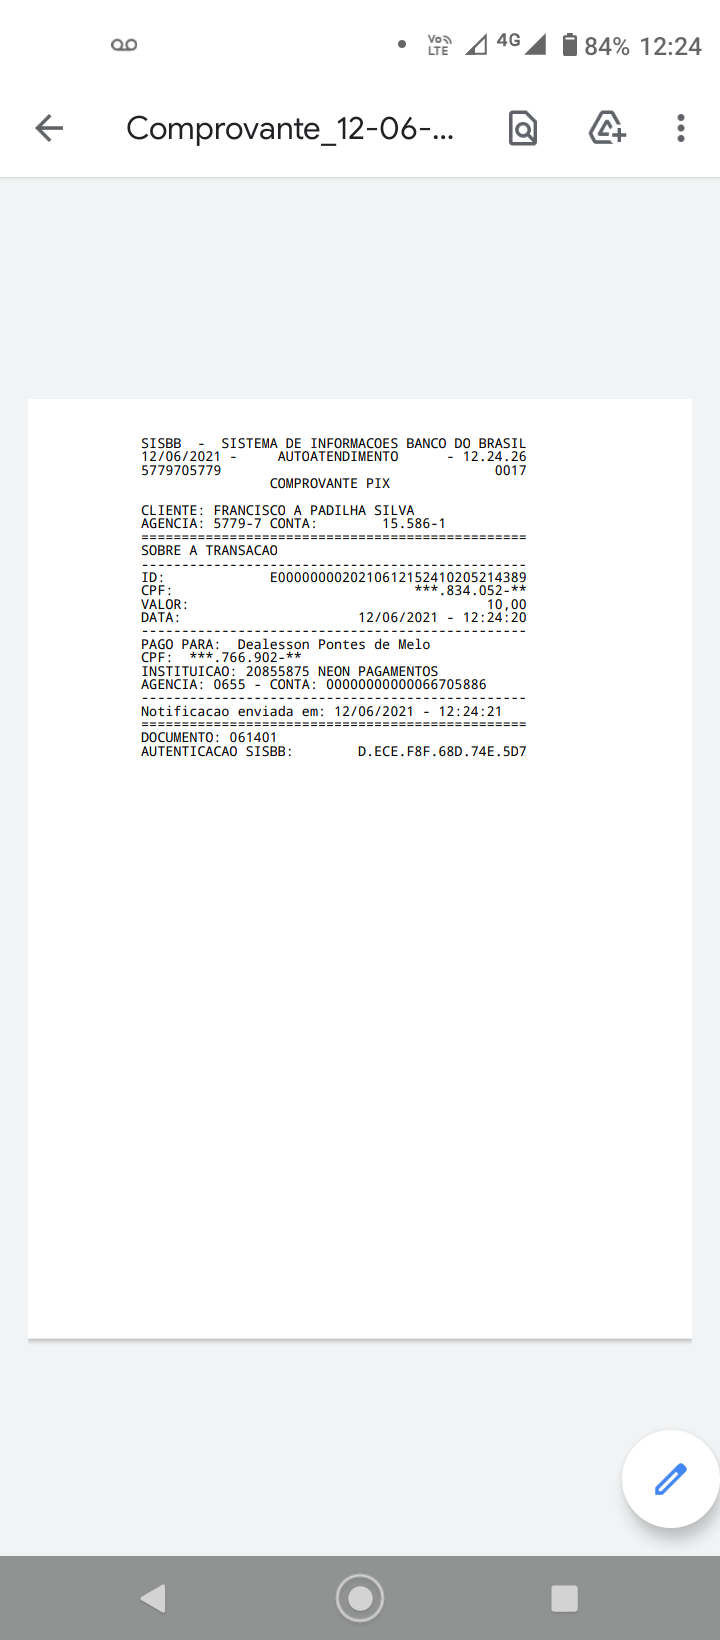 Vo LTE 4G 84% 12:24
Comprovante_12-06-...
SISBB - SISTEMA DE INFORMACOES BANCO DO BRASIL
12/06/2021 - AUTOATENDIMENTO - 12.24.26
5779705779 0017
COMPROVANTE PIX
CLIENTE: FRANCISCO A PADILHA SILVA
AGENCIA: 5779-7 CONTA: 15.586-1
================================================
SOBRE A TRANSACAO
------------------------------------------------
ID: E0000000020210612152410205214389
CPF: ***.834.052-**
VALOR: 10,00
DATA: 12/06/2021 - 12:24:20
------------------------------------------------
PAGO PARA: Dealesson Pontes de Melo
CPF: ***.766.902-**
INSTITUICAO: 20855875 NEON PAGAMENTOS
AGENCIA: 0655 - CONTA: 00000000000066705886
------------------------------------------------
Notificacao enviada em: 12/06/2021 - 12:24:21
================================================
DOCUMENTO: 061401
AUTENTICACAO SISBB: D.ECE.F8F.68D.74E.5D7